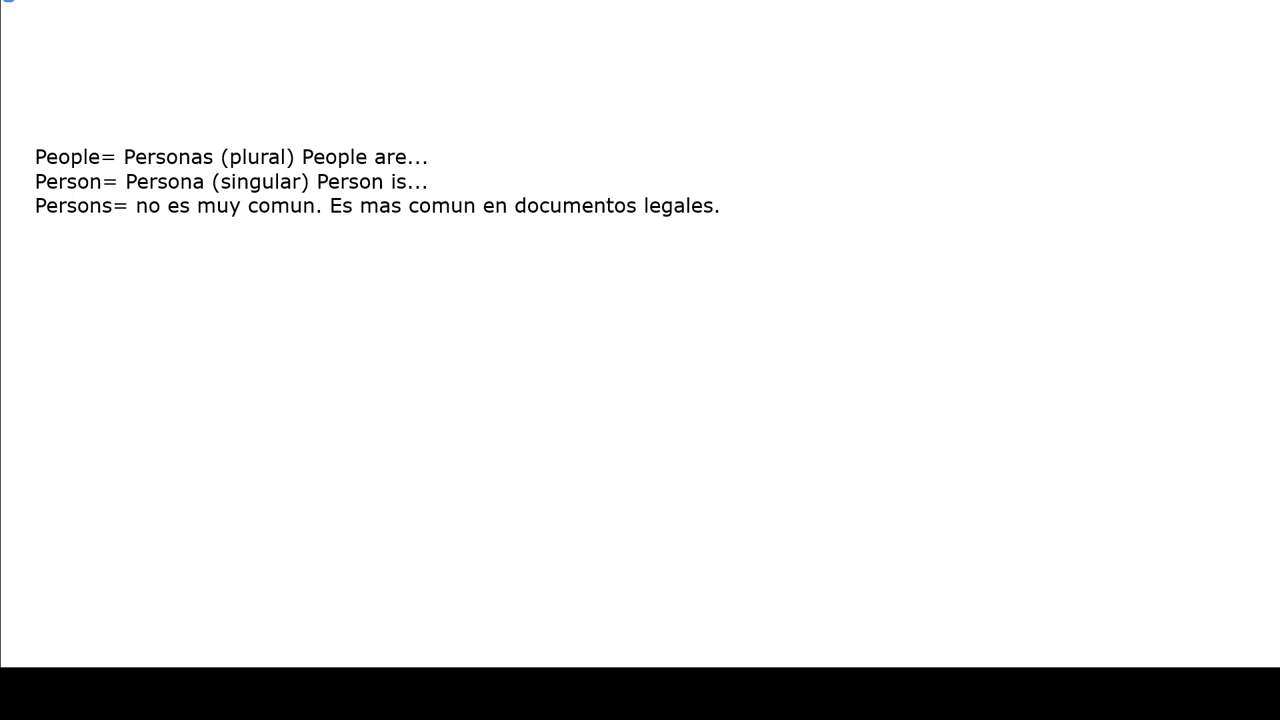 People= Personas (plural) People are...
Person= Persona (singular) Person is...
Persons= no es muy comun. Es mas comun en documentos legales.